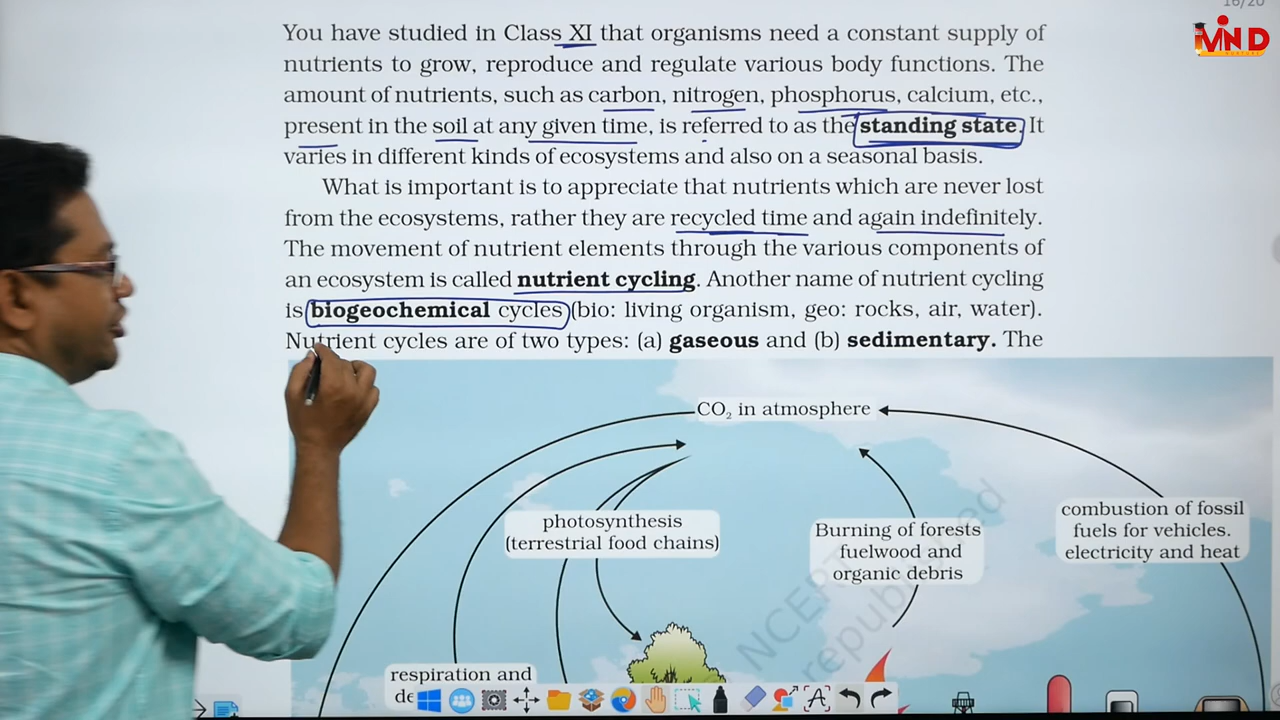 16/20
MIND
You have studied in Class XI that organisms need a constant supply of
nutrients to grow, reproduce and regulate various body functions. The
amount of nutrients, such as carbon, nitrogen, phosphorus, calcium, etc.,
present in the soil at any given time, is referred to as the standing state. It
varies in different kinds of ecosystems and also on a seasonal basis.
What is important is to appreciate that nutrients which are never lost
from the ecosystems, rather they are recycled time and again indefinitely.
The movement of nutrient elements through the various components of
an ecosystem is called nutrient cycling. Another name of nutrient cycling
is biogeochemical cycles (bio: living organism, geo: rocks, air, water).
Nutrient cycles are of two types: (a) gaseous and (b) sedimentary. The
CO₂ in atmosphere
photosynthesis
(terrestrial food chains)
Burning of forests
fuelwood and
organic debris
combustion of fossil
fuels for vehicles.
electricity and heat
respiration and
NCERT
republished